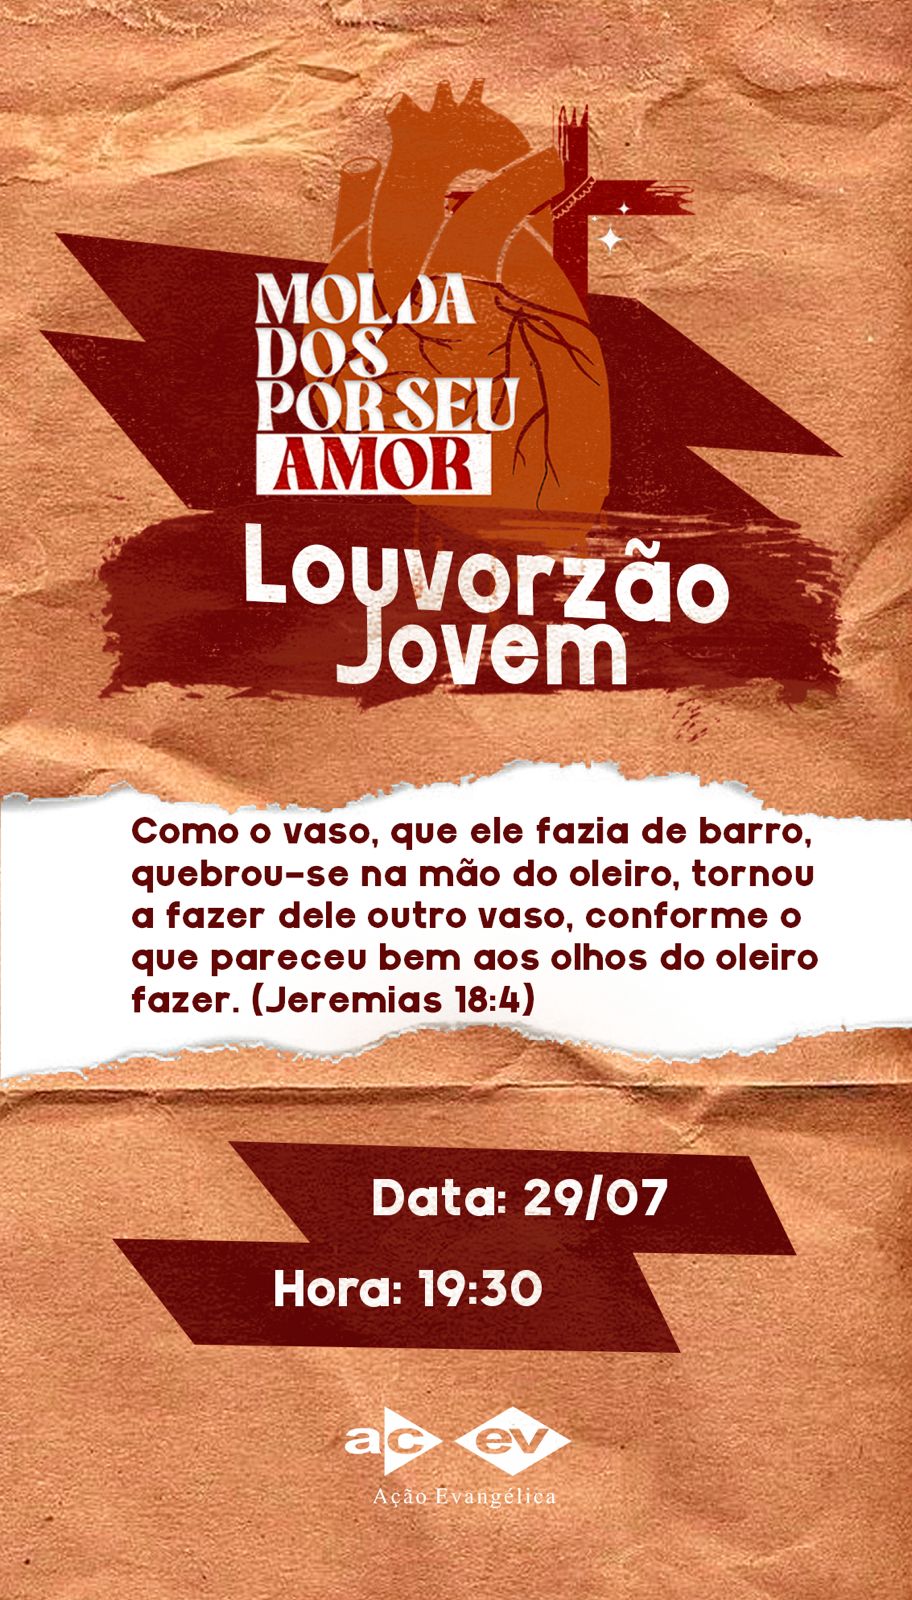 MOLDA
DOS
POR SEU
AMOR
Louvorzão
Jovem
Como o vaso, que ele fazia de barro,
quebrou-se na mão do oleiro, tornou
a fazer dele outro vaso, conforme o
que pareceu bem aos olhos do oleiro
fazer. (Jeremias 18:4)
Data: 29/07
Hora: 19:30
ac ev
Ação Evangélica